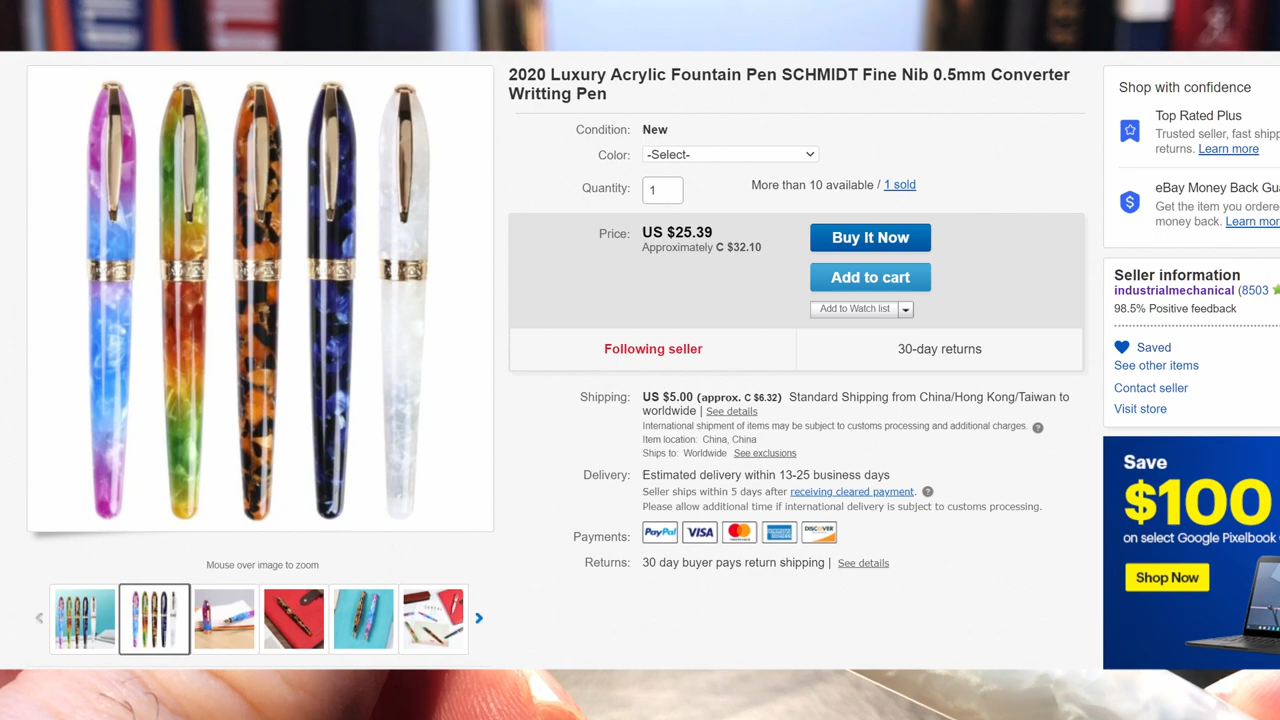 2020 Luxury Acrylic Fountain Pen SCHMIDT Fine Nib 0.5mm Converter
Writting Pen
Condition: New
Color: -Select-
Quantity: 1
More than 10 available / 1 sold
Price: US $25.39
Approximately C $32.10
Buy It Now
Add to cart
Add to Watch list
Following seller
30-day returns
Shipping: US $5.00 (approx. C $6.32) Standard Shipping from China/Hong Kong/Taiwan to
worldwide | See details
International shipment of items may be subject to customs processing and additional charges. ?
Item location: China, China
Ships to: Worldwide See exclusions
Delivery: Estimated delivery within 13-25 business days
Seller ships within 5 days after receiving cleared payment. ?
Please allow additional time if international delivery is subject to customs processing.
Payments: PayPal VISA MasterCard AMERICAN EXPRESS DISCOVER
Returns: 30 day buyer pays return shipping | See details
Mouse over image to zoom
Shop with confidence
Top Rated Plus
Trusted seller, fast shipp
returns. Learn more
eBay Money Back Gua
Get the item you ordere
money back. Learn mor
Seller information
industrialmechanical (8503
98.5% Positive feedback
Saved
See other items
Contact seller
Visit store
Save
$100
on select Google Pixelbook
Shop Now